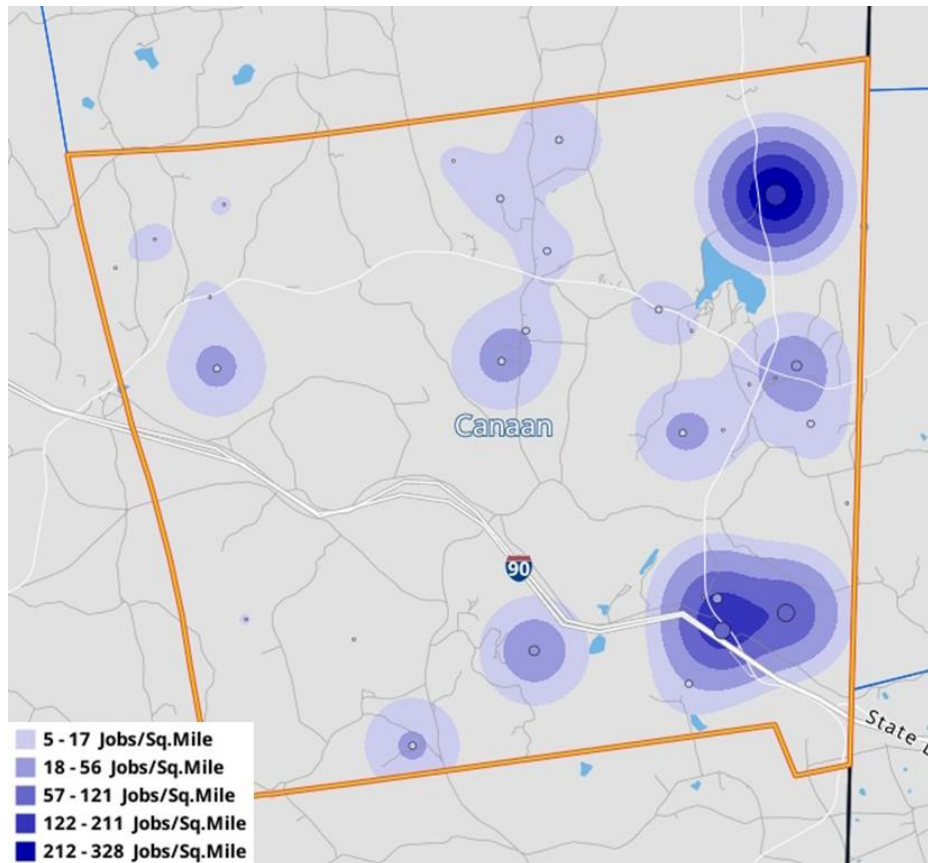 Canaan
90
State
5 - 17 Jobs/Sq.Mile
18 - 56 Jobs/Sq.Mile
57 - 121 Jobs/Sq.Mile
122 - 211 Jobs/Sq.Mile
212 - 328 Jobs/Sq.Mile